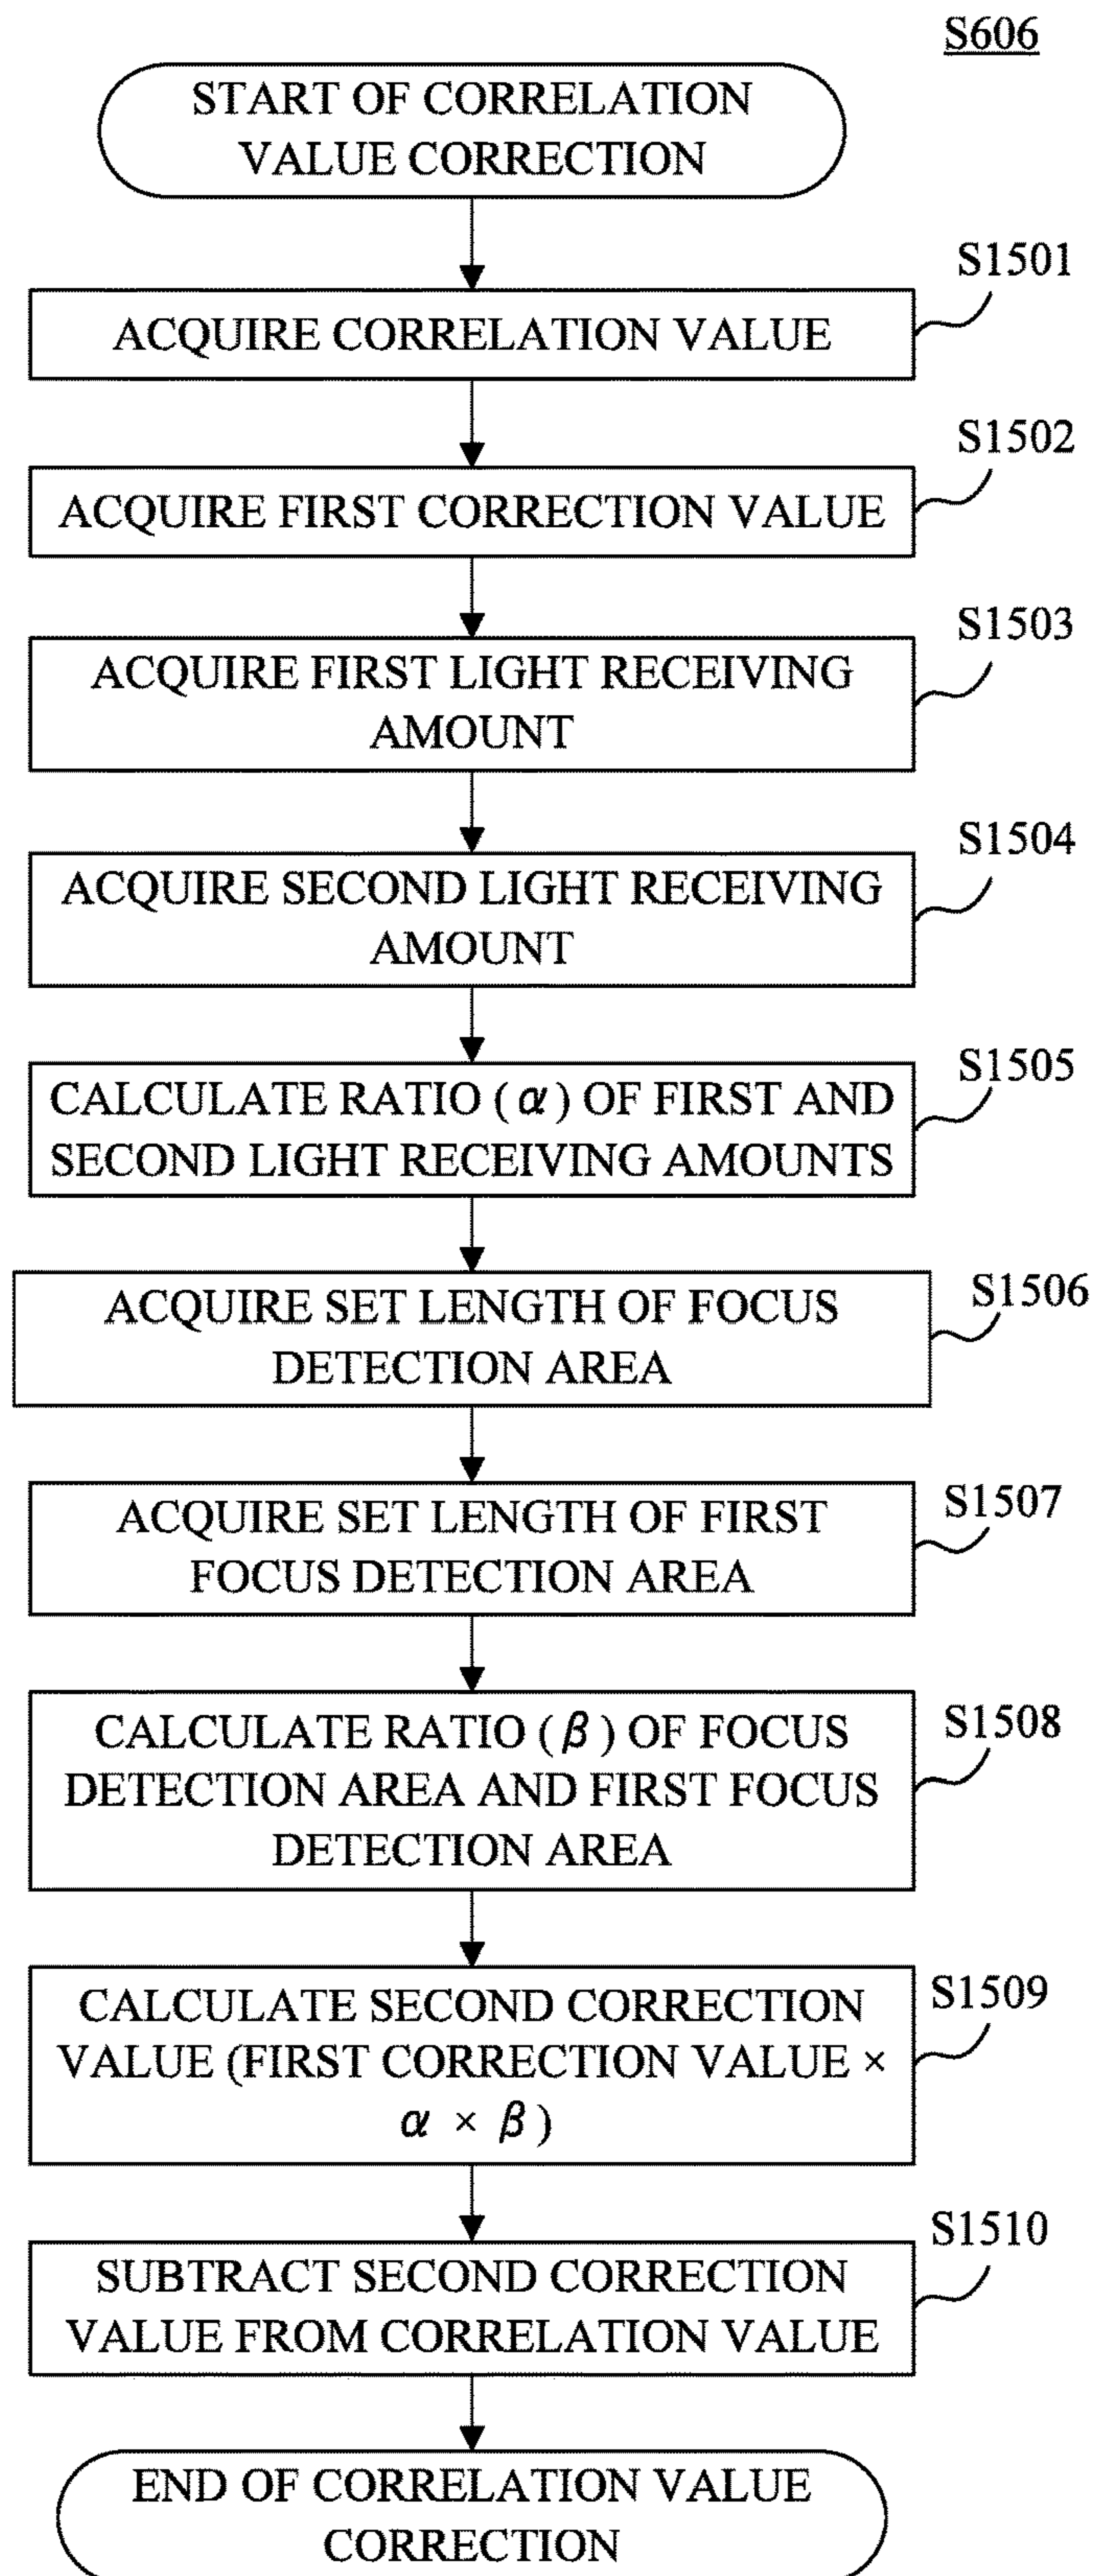 S606
START OF CORRELATION
VALUE CORRECTION
S1501
ACQUIRE CORRELATION VALUE
S1502
ACQUIRE FIRST CORRECTION VALUE
S1503
ACQUIRE FIRST LIGHT RECEIVING
AMOUNT
S1504
ACQUIRE SECOND LIGHT RECEIVING
AMOUNT
S1505
CALCULATE RATIO (α) OF FIRST AND
SECOND LIGHT RECEIVING AMOUNTS
S1506
ACQUIRE SET LENGTH OF FOCUS
DETECTION AREA
S1507
ACQUIRE SET LENGTH OF FIRST
FOCUS DETECTION AREA
S1508
CALCULATE RATIO (β) OF FOCUS
DETECTION AREA AND FIRST FOCUS
DETECTION AREA
S1509
CALCULATE SECOND CORRECTION
VALUE (FIRST CORRECTION VALUE ×
α × β)
S1510
SUBTRACT SECOND CORRECTION
VALUE FROM CORRELATION VALUE
END OF CORRELATION VALUE
CORRECTION